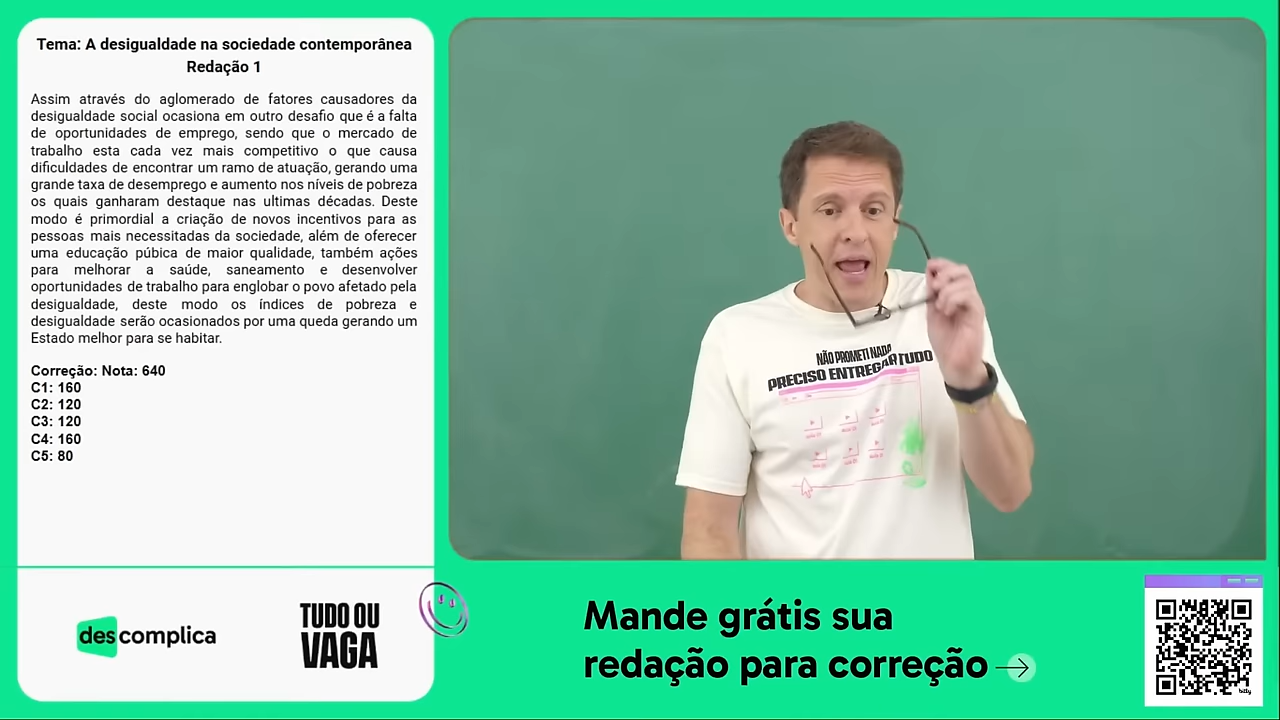 Tema: A desigualdade na sociedade contemporânea
Redação 1
Assim através do aglomerado de fatores causadores da
desigualdade social ocasiona em outro desafio que é a falta
de oportunidades de emprego, sendo que o mercado de
trabalho esta cada vez mais competitivo o que causa
dificuldades de encontrar um ramo de atuação, gerando uma
grande taxa de desemprego e aumento nos níveis de pobreza
os quais ganharam destaque nas ultimas décadas. Deste
modo é primordial a criação de novos incentivos para as
pessoas mais necessitadas da sociedade, além de oferecer
uma educação púbica de maior qualidade, também ações
para melhorar a saúde, saneamento e desenvolver
oportunidades de trabalho para englobar o povo afetado pela
desigualdade, deste modo os índices de pobreza e
desigualdade serão ocasionados por uma queda gerando um
Estado melhor para se habitar.
Correção: Nota: 640
C1: 160
C2: 120
C3: 120
C4: 160
C5: 80
NÃO PROMETI NADA
PRECISO ENTREGAR TUDO
descomplica
TUDO OU
VAGA
Mande grátis sua
redação para correção
bitly